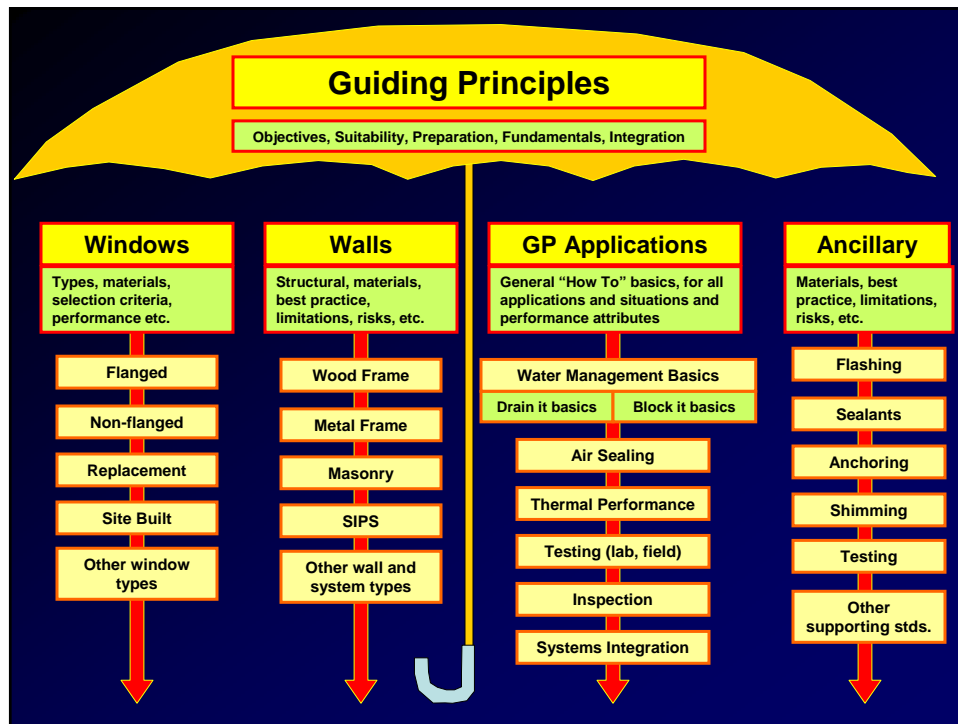 Guiding Principles
Objectives, Suitability, Preparation, Fundamentals, Integration
Windows
Types, materials,
selection criteria,
performance etc.
Flanged
Non-flanged
Replacement
Site Built
Other window
types
Walls
Structural, materials,
best practice,
limitations, risks, etc.
Wood Frame
Metal Frame
Masonry
SIPS
Other wall and
system types
GP Applications
General “How To” basics, for all
applications and situations and
performance attributes
Water Management Basics
Drain it basics
Block it basics
Air Sealing
Thermal Performance
Testing (lab, field)
Inspection
Systems Integration
Ancillary
Materials, best
practice, limitations,
risks, etc.
Flashing
Sealants
Anchoring
Shimming
Testing
Other
supporting stds.